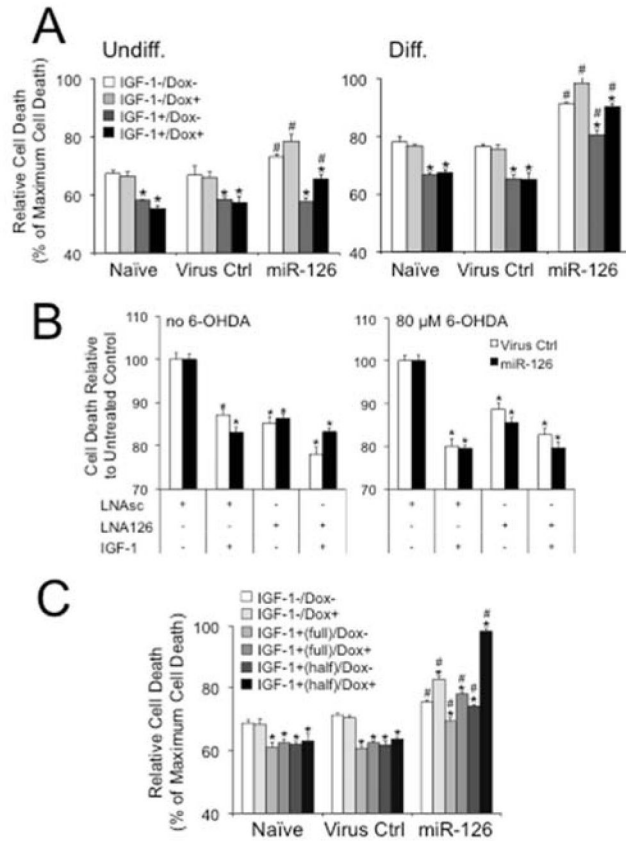 A
Undiff.
Diff.
Relative Cell Death
(% of Maximum Cell Death)
100
80
60
40
IGF-1-/Dox-
IGF-1-/Dox+
IGF-1+/Dox-
IGF-1+/Dox+
* * * * # # * # *
100
80
60
40
* * * * # # # * # *
Naïve
Virus Ctrl
miR-126
Naïve
Virus Ctrl
miR-126
B
no 6-OHDA
80 µM 6-OHDA
Cell Death Relative
to Untreated Control
100
90
80
70
100
90
80
70
Virus Ctrl
miR-126
LNAsc + + - -
LNA126 - - + +
IGF-1 - + - +
+ + - -
- - + +
- + - +
C
Relative Cell Death
(% of Maximum Cell Death)
100
80
60
40
IGF-1-/Dox-
IGF-1-/Dox+
IGF-1+(full)/Dox-
IGF-1+(full)/Dox+
IGF-1+(half)/Dox-
IGF-1+(half)/Dox+
Naïve
Virus Ctrl
miR-126